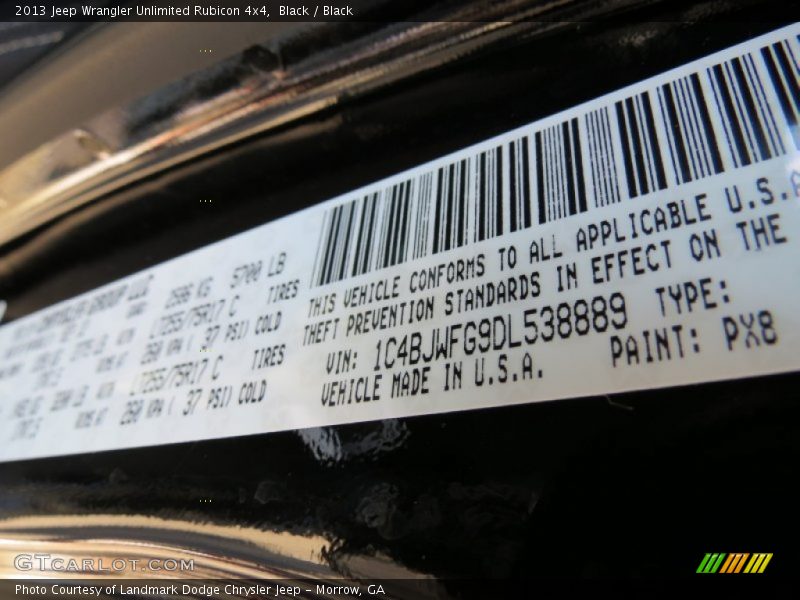 2013 Jeep Wrangler Unlimited Rubicon 4x4, Black / Black
THIS VEHICLE CONFORMS TO ALL APPLICABLE U.S.A
THEFT PREVENTION STANDARDS IN EFFECT ON THE
VIN: 1C4BJWFG9DL538889 TYPE:
VEHICLE MADE IN U.S.A. PAINT: PX8
CHRYSLER GROUP LLC
2586 KG 5700 LB
LT255/75R17 C TIRES
260 KPA ( 37 PSI) COLD
LT255/75R17 C TIRES
260 KPA ( 37 PSI) COLD
GTCARLOT.COM
Photo Courtesy of Landmark Dodge Chrysler Jeep – Morrow, GA